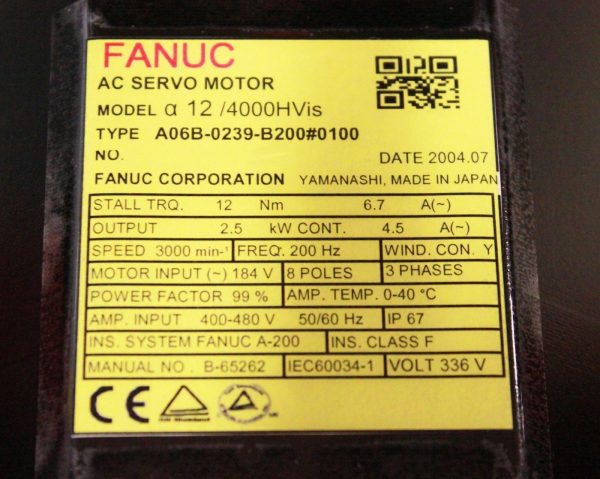 FANUC
AC SERVO MOTOR
MODEL α 12 /4000HVis
TYPE A06B-0239-B200#0100
NO. DATE 2004.07
FANUC CORPORATION YAMANASHI, MADE IN JAPAN
STALL TRQ. 12 Nm 6.7 A(~)
OUTPUT 2.5 kW CONT. 4.5 A(~)
SPEED 3000 min-¹ FREQ. 200 Hz WIND. CON. Y
MOTOR INPUT (~) 184 V 8 POLES 3 PHASES
POWER FACTOR 99 % AMP. TEMP. 0-40 °C
AMP. INPUT 400-480 V 50/60 Hz IP 67
INS. SYSTEM FANUC A-200 INS. CLASS F
MANUAL NO. B-65262 IEC60034-1 VOLT 336 V
CE